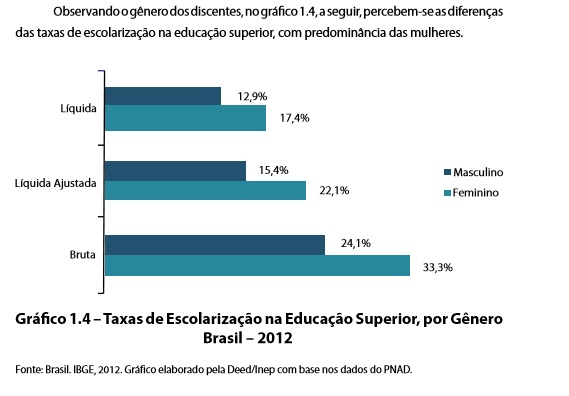 Observando o gênero dos discentes, no gráfico 1.4, a seguir, percebem-se as diferenças
das taxas de escolarização na educação superior, com predominância das mulheres.
Líquida
12,9%
17,4%
Líquida Ajustada
15,4%
22,1%
Masculino
Feminino
Bruta
24,1%
33,3%
Gráfico 1.4 – Taxas de Escolarização na Educação Superior, por Gênero
Brasil – 2012
Fonte: Brasil. IBGE, 2012. Gráfico elaborado pela Deed/Inep com base nos dados do PNAD.